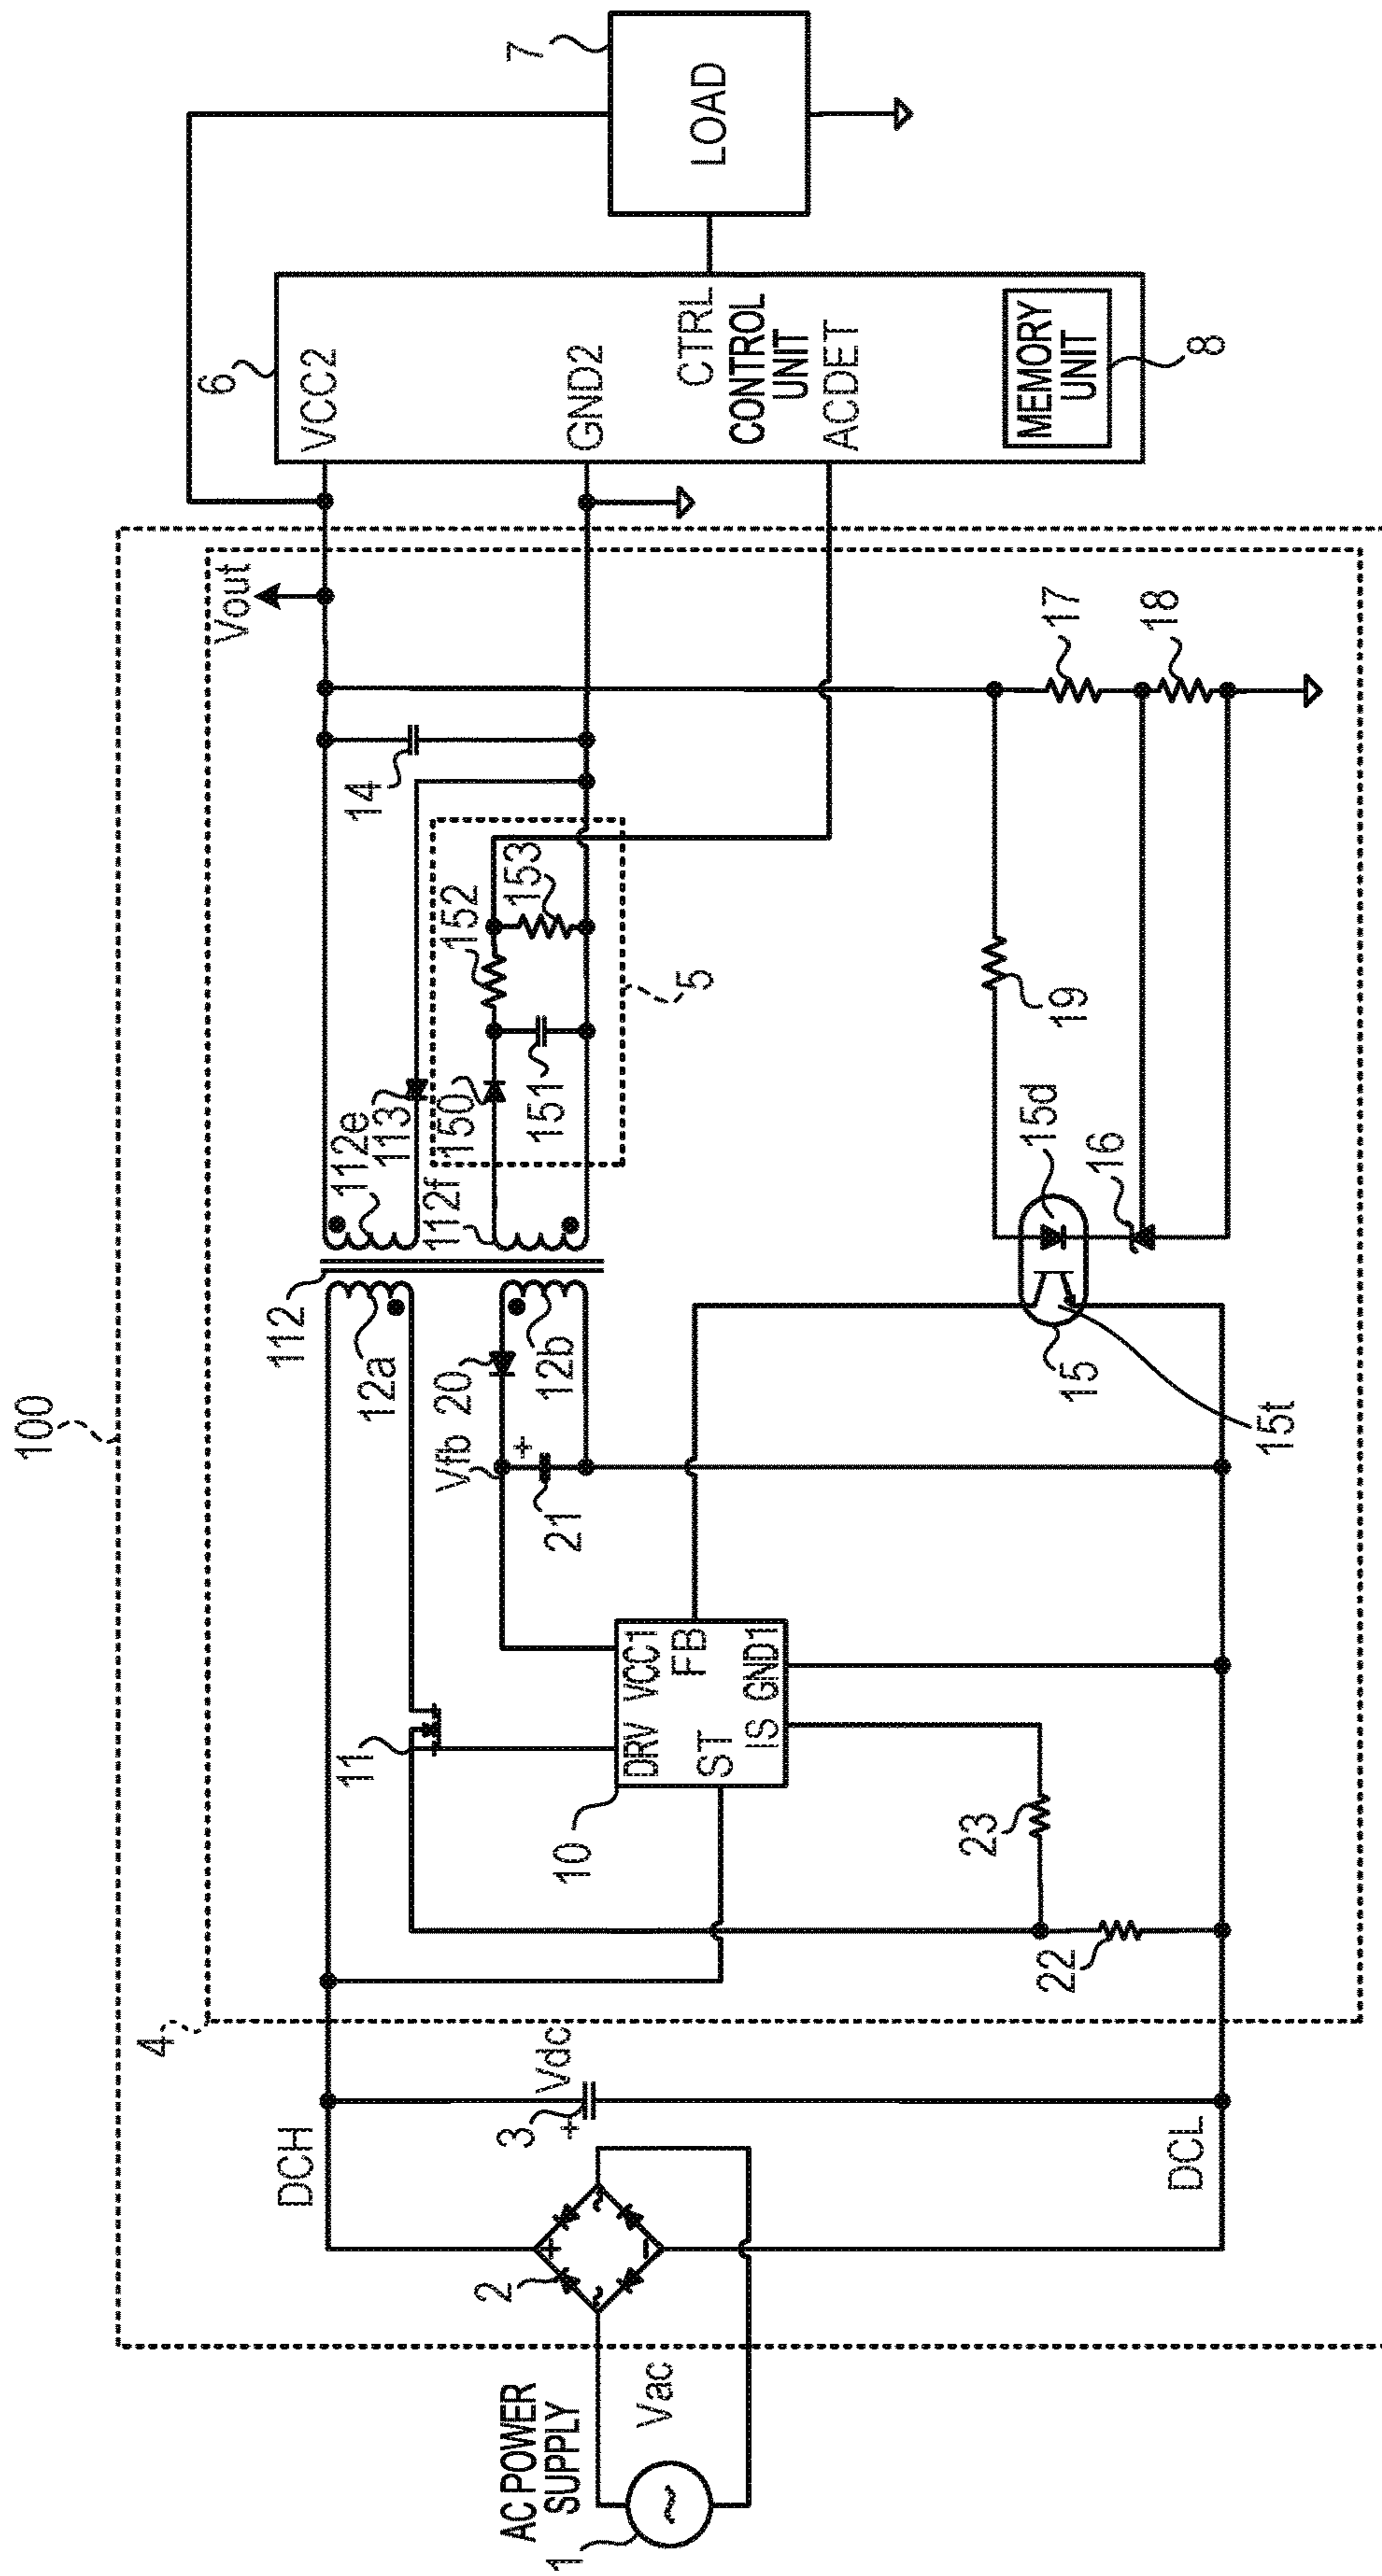 100
4
Vout
VCC2
6
7
LOAD
GND2
CTRL
CONTROL
UNIT
ACDET
MEMORY
UNIT
8
DCH
112
12a
112e
113
14
11
Vfb
20
12b
112f
150
151
152
153
5
+
21
AC POWER
SUPPLY
1
~
Vac
2
+
~
~
-
3
+
Vdc
10
DRV
VCC1
FB
ST
IS
GND1
23
22
15
15t
15d
16
19
17
18
DCL